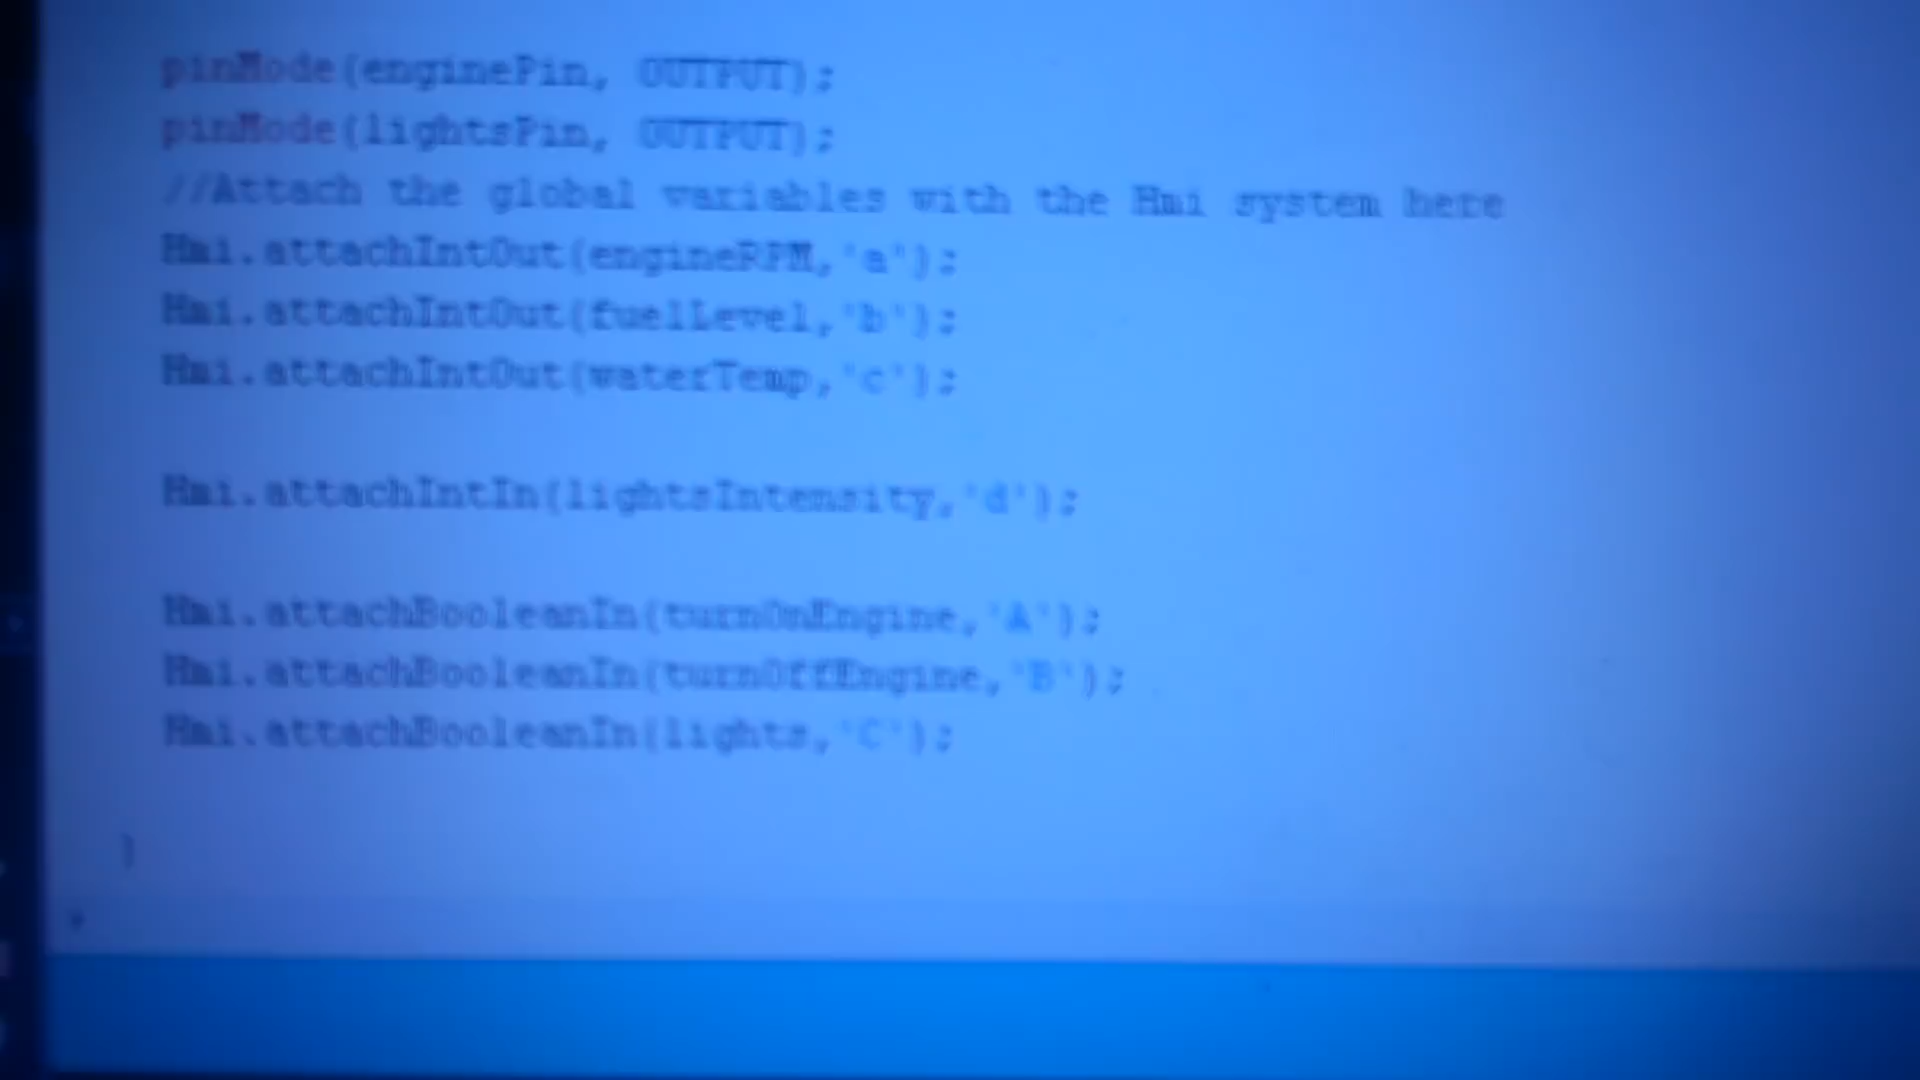 pinMode(enginePin, OUTPUT);
pinMode(lightsPin, OUTPUT);
//Attach the global variables with the Hmi system here
Hmi.attachIntOut(engineRPM,'a');
Hmi.attachIntOut(fuelLevel,'b');
Hmi.attachIntOut(waterTemp,'c');
Hmi.attachIntIn(lightsIntensity,'d');
Hmi.attachBooleanIn(turnOnEngine,'A');
Hmi.attachBooleanIn(turnOffEngine,'B');
Hmi.attachBooleanIn(lights,'C');
}